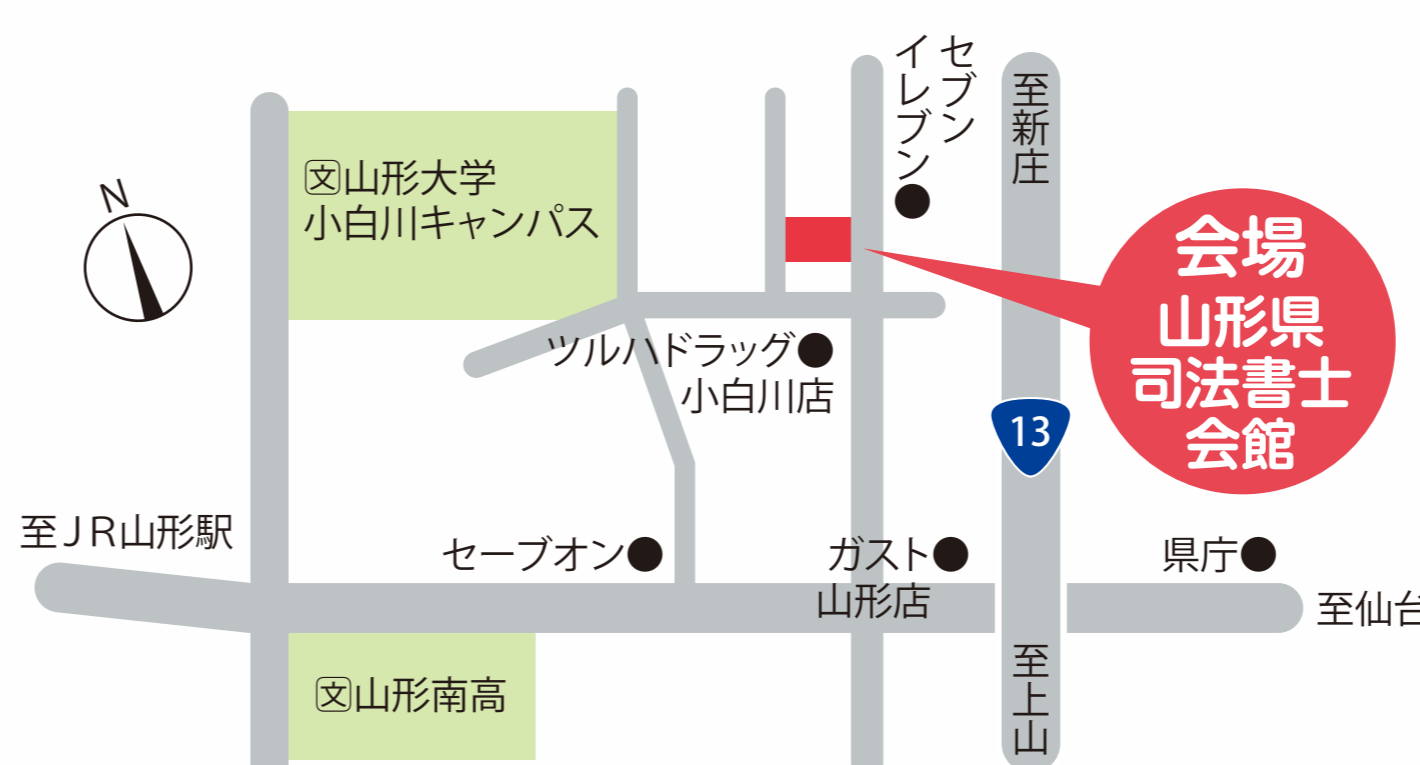 セブン
イレブン
至新庄
N
文山形大学
小白川キャンパス
会場
山形県
司法書士
会館
ツルハドラッグ
小白川店
13
至JR山形駅
セーブオン
ガスト
山形店
県庁
至仙台
文山形南高
至上山